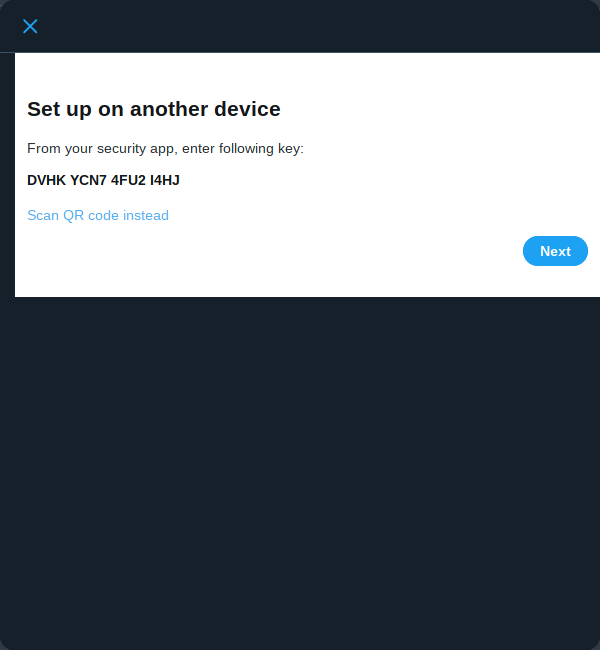 Set up on another device
From your security app, enter following key:
DVHK YCN7 4FU2 I4HJ
Scan QR code instead
Next